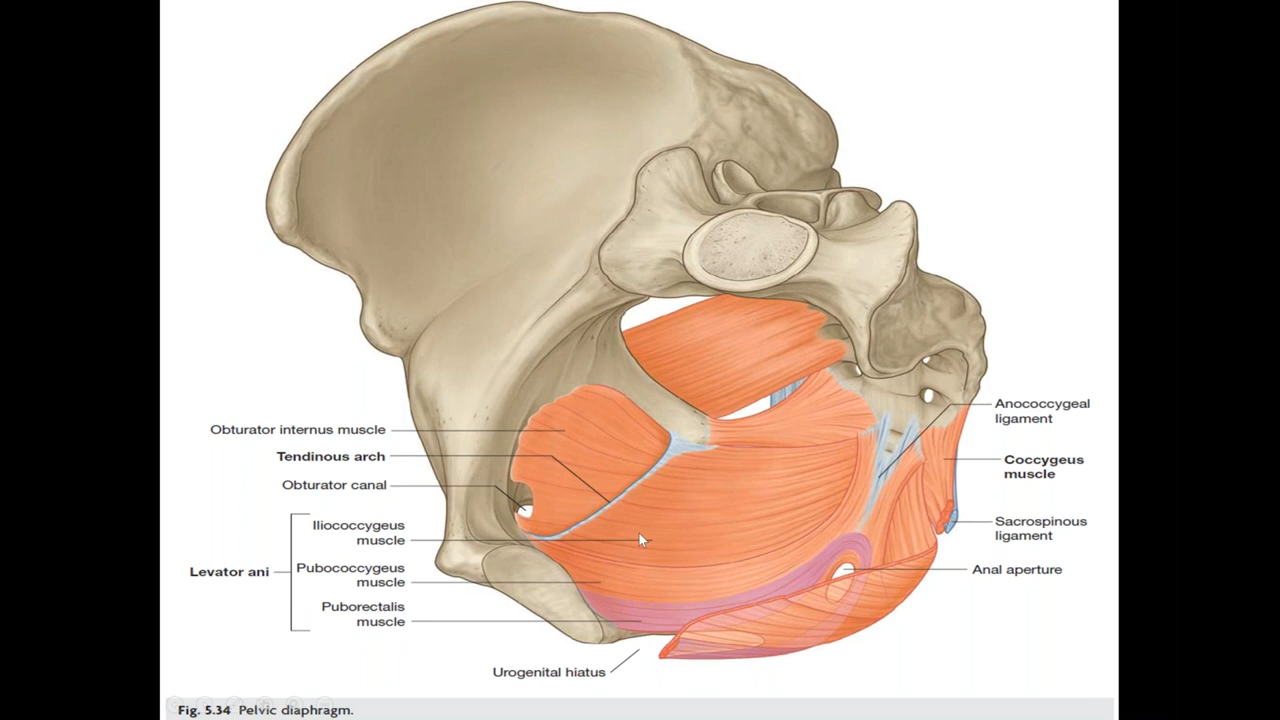 Obturator internus muscle
Tendinous arch
Obturator canal
Iliococcygeus
muscle
Levator ani
Pubococcygeus
muscle
Puborectalis
muscle
Urogenital hiatus
Anococcygeal
ligament
Coccygeus
muscle
Sacrospinous
ligament
Anal aperture
Fig. 5.34 Pelvic diaphragm.